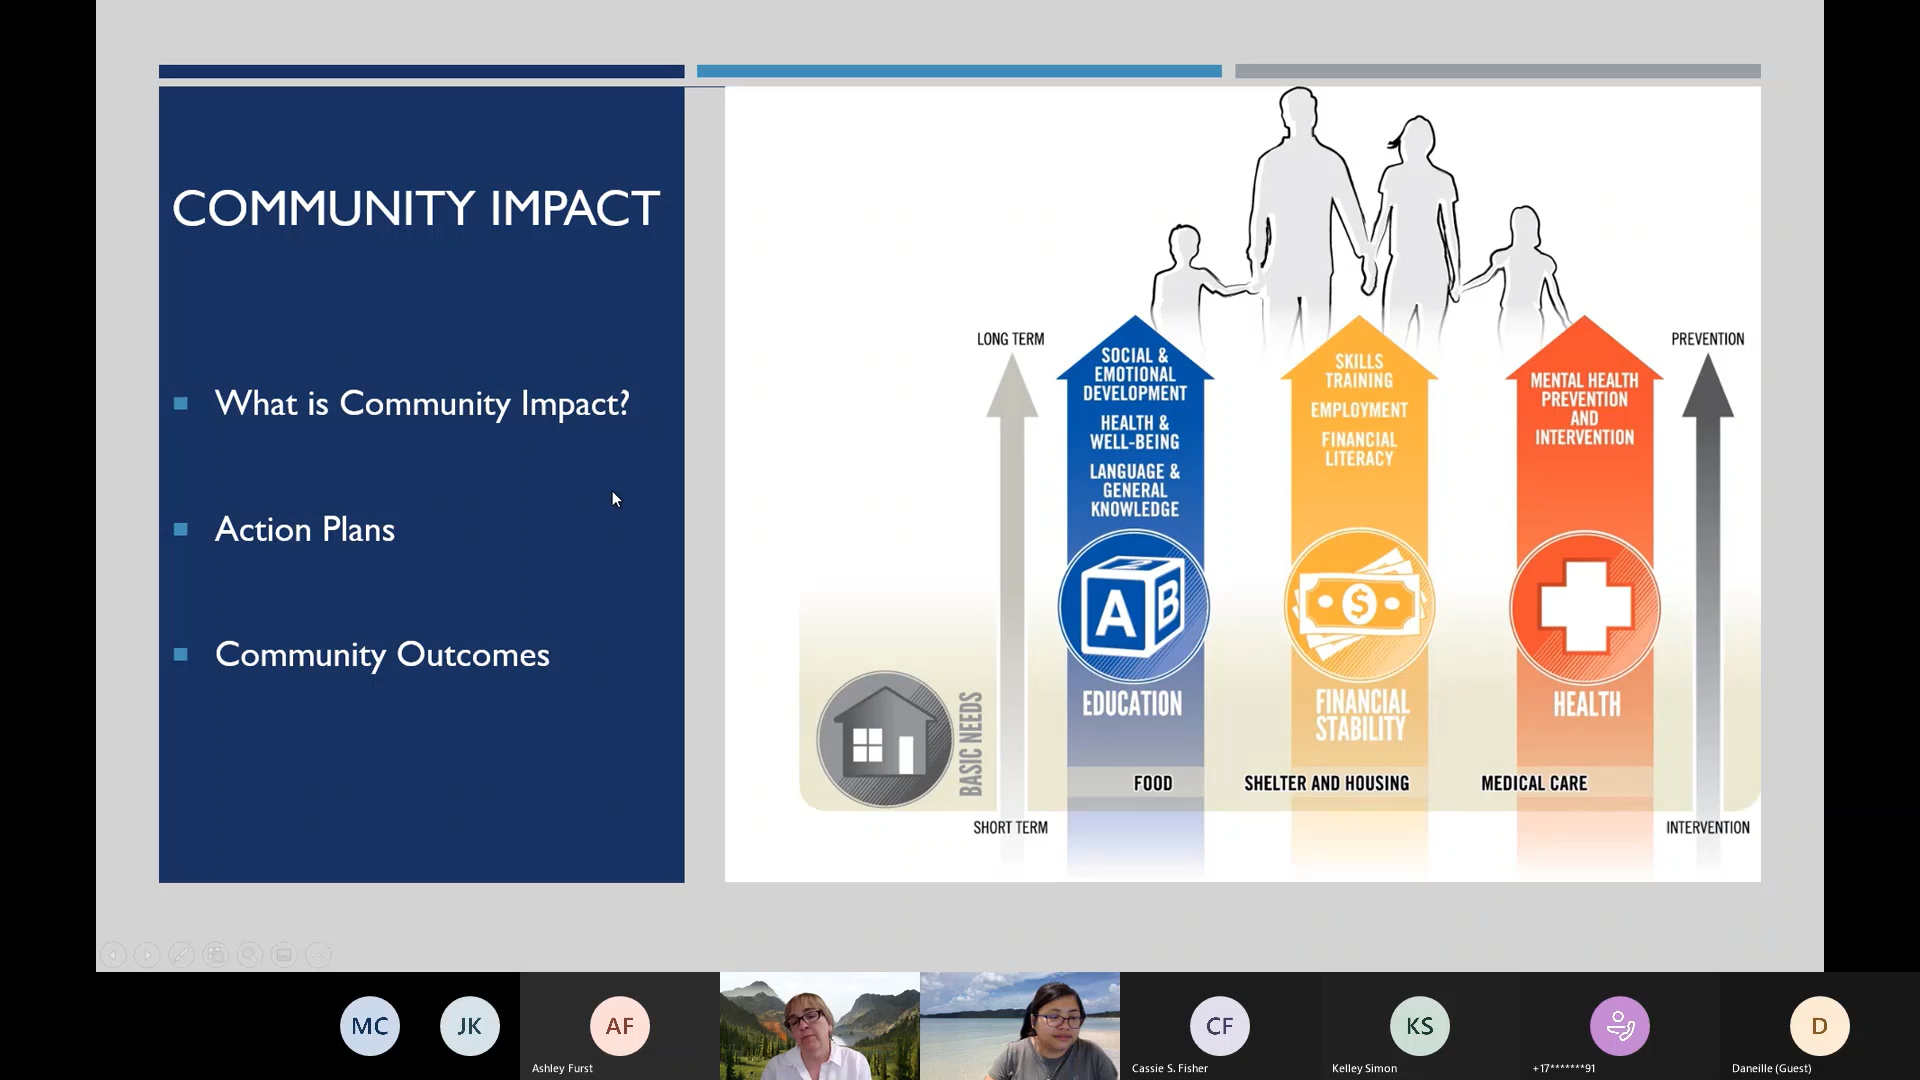 COMMUNITY IMPACT
What is Community Impact?
Action Plans
Community Outcomes
LONG TERM
SHORT TERM
BASIC NEEDS
SOCIAL &
EMOTIONAL
DEVELOPMENT
HEALTH &
WELL-BEING
LANGUAGE &
GENERAL
KNOWLEDGE
A
B
EDUCATION
SKILLS
TRAINING
EMPLOYMENT
FINANCIAL
LITERACY
$
FINANCIAL
STABILITY
MENTAL HEALTH
PREVENTION
AND
INTERVENTION
HEALTH
PREVENTION
INTERVENTION
FOOD
SHELTER AND HOUSING
MEDICAL CARE
MC
JK
AF
Ashley Furst
CF
Cassie S. Fisher
KS
Kelley Simon
+17*******91
D
Daneille (Guest)